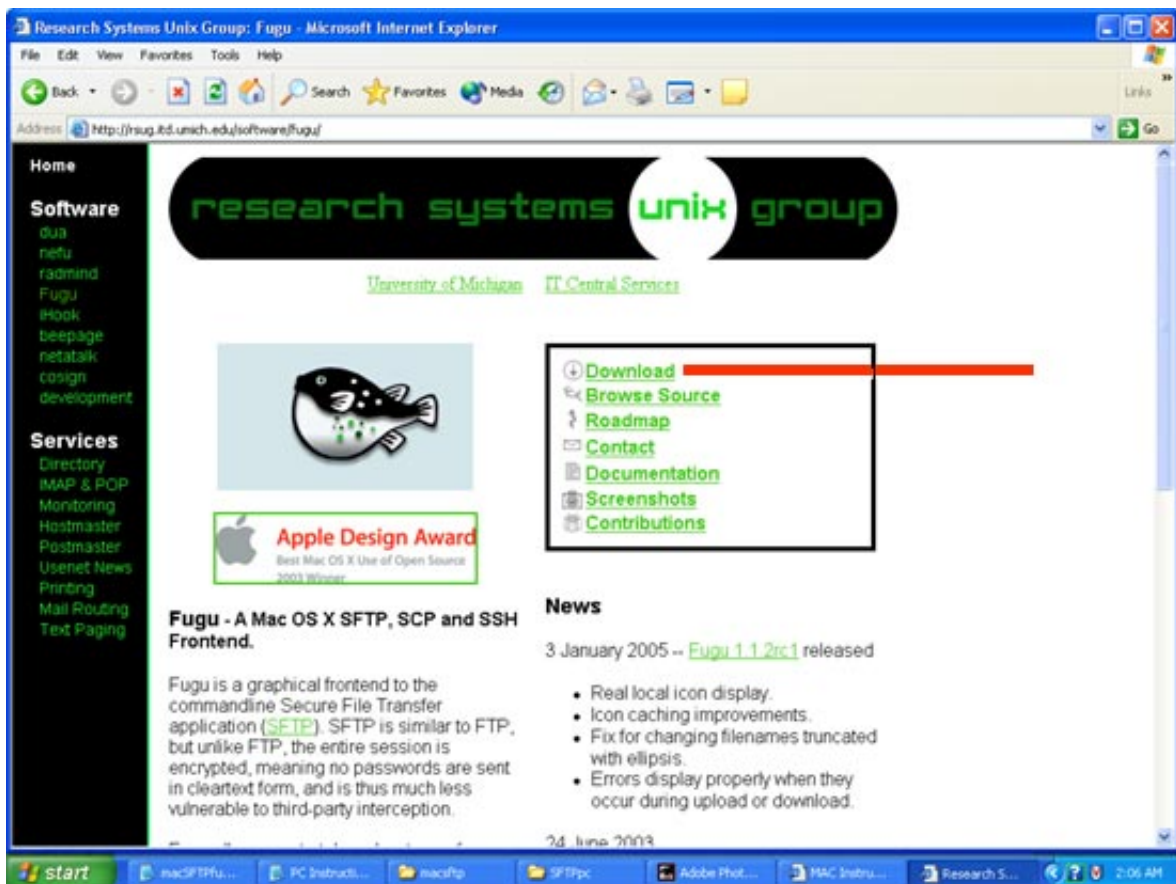 Research Systems Unix Group: Fugu - Microsoft Internet Explorer
File Edit View Favorites Tools Help
Back Search Favorites Media
Links
Address http://rsug.itd.umich.edu/software/fugu/ Go
Home
Software
dua
nefu
radmind
Fugu
iHook
beepage
netatalk
cosign
development
Services
Directory
IMAP & POP
Monitoring
Hostmaster
Postmaster
Usenet News
Printing
Mail Routing
Text Paging
research systems unix group
University of Michigan IT Central Services
Apple Design Award
Best Mac OS X Use of Open Source
2003 Winner
Fugu - A Mac OS X SFTP, SCP and SSH
Frontend.
Fugu is a graphical frontend to the
commandline Secure File Transfer
application (SFTP). SFTP is similar to FTP,
but unlike FTP, the entire session is
encrypted, meaning no passwords are sent
in cleartext form, and is thus much less
vulnerable to third-party interception.
Download
Browse Source
Roadmap
Contact
Documentation
Screenshots
Contributions
News
3 January 2005 -- Fugu 1.1.2rc1 released
• Real local icon display.
• Icon caching improvements.
• Fix for changing filenames truncated
with ellipsis.
• Errors display properly when they
occur during upload or download.
24 June 2003
start macSFTPfu... PC Instructi... macsftp SFTPpc Adobe Phot... MAC Instru... Research S... 2:06 AM